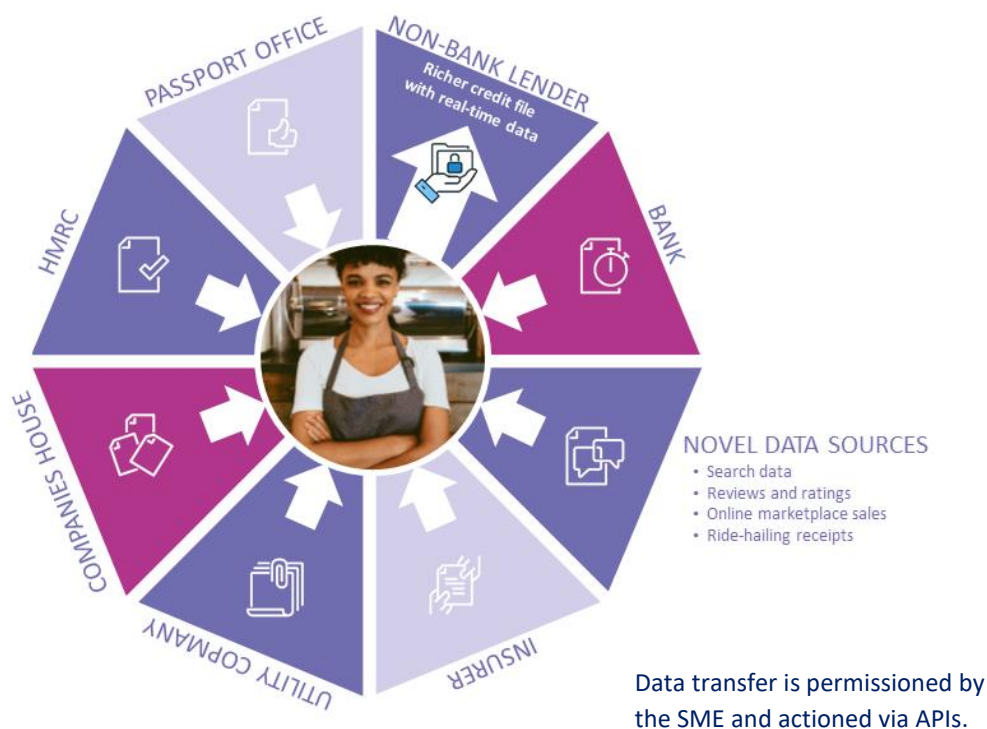 PASSPORT OFFICE
NON-BANK LENDER
Richer credit file
with real-time data
HMRC
BANK
COMPANIES HOUSE
NOVEL DATA SOURCES
• Search data
• Reviews and ratings
• Online marketplace sales
• Ride-hailing receipts
UTILITY COPMANY
INSURER
Data transfer is permissioned by
the SME and actioned via APIs.